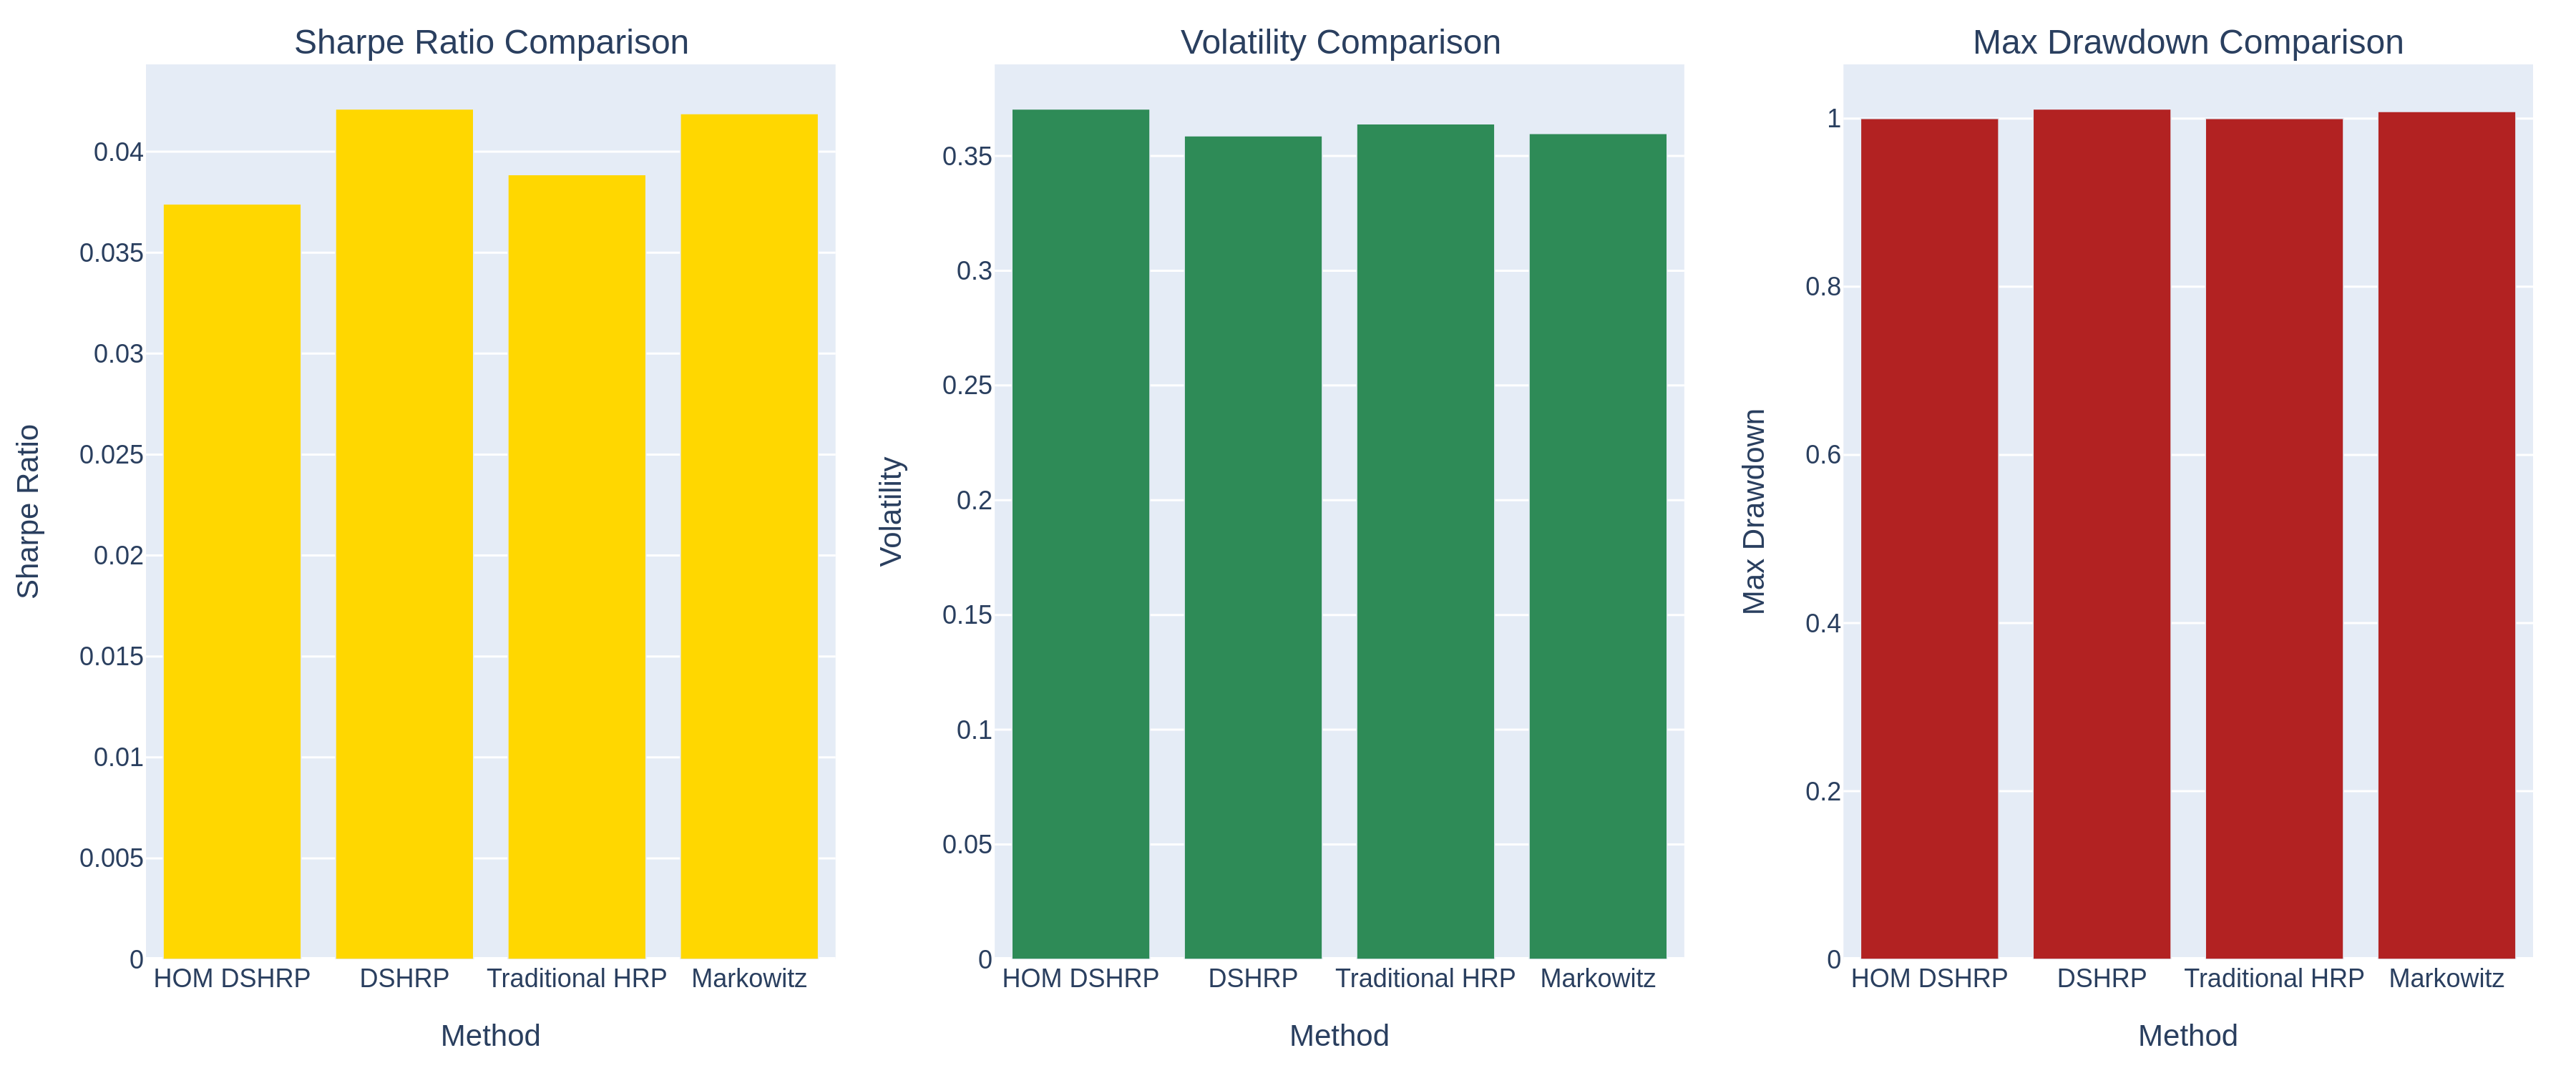 Sharpe Ratio Comparison
Sharpe Ratio
0.04
0.035
0.03
0.025
0.02
0.015
0.01
0.005
0
HOM DSHRP DSHRP Traditional HRP Markowitz
Method
Volatility Comparison
Volatility
0.35
0.3
0.25
0.2
0.15
0.1
0.05
0
HOM DSHRP DSHRP Traditional HRP Markowitz
Method
Max Drawdown Comparison
Max Drawdown
1
0.8
0.6
0.4
0.2
0
HOM DSHRP DSHRP Traditional HRP Markowitz
Method